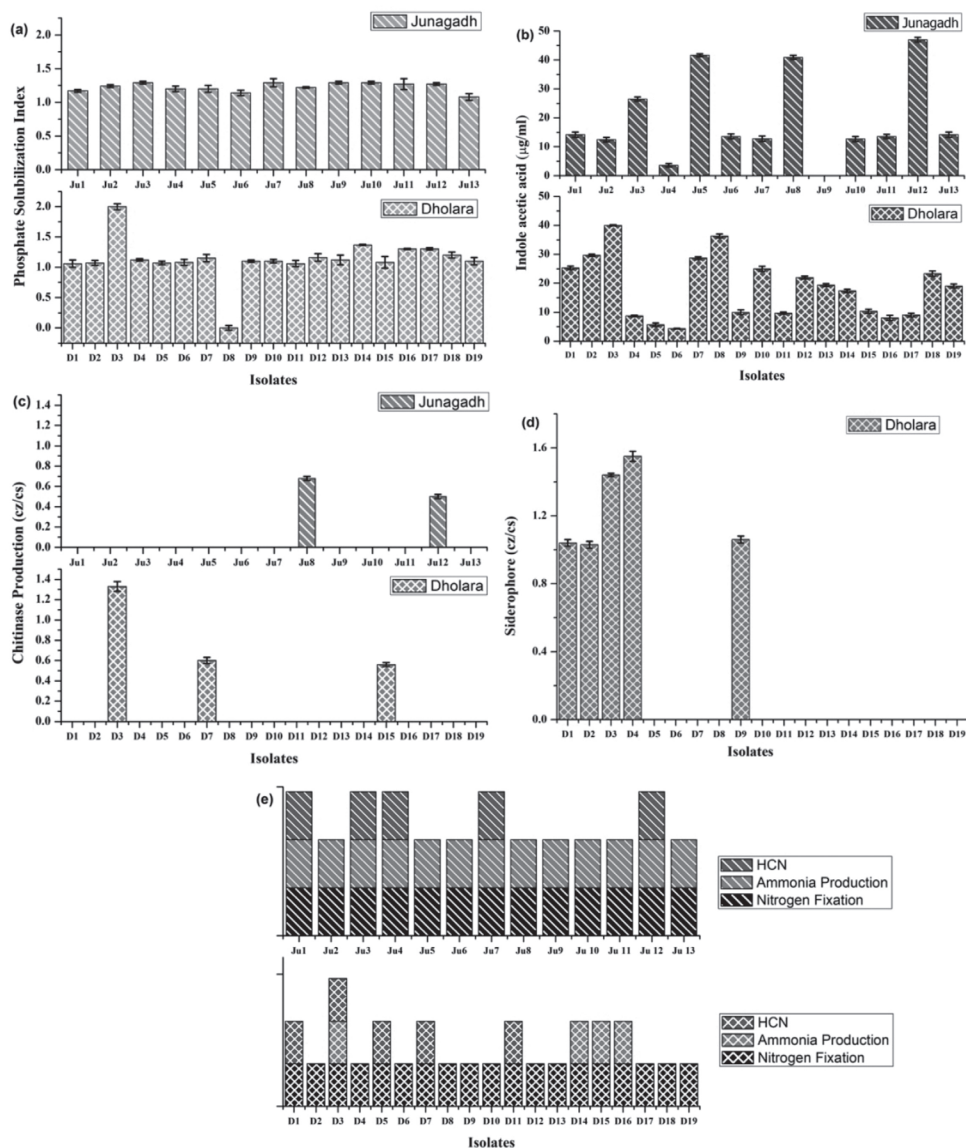 (a)
Junagadh
2.0
1.5
1.0
0.5
0.0
Ju1 Ju2 Ju3 Ju4 Ju5 Ju6 Ju7 Ju8 Ju9 Ju10 Ju11 Ju12 Ju13
Phosphate Solubilization Index
Dholara
2.0
1.5
1.0
0.5
0.0
D1 D2 D3 D4 D5 D6 D7 D8 D9 D10 D11 D12 D13 D14 D15 D16 D17 D18 D19
Isolates
(b)
Junagadh
50
40
30
20
10
0
Ju1 Ju2 Ju3 Ju4 Ju5 Ju6 Ju7 Ju8 Ju9 Ju10 Ju11 Ju12 Ju13
Indole acetic acid (µg/ml)
Dholara
50
40
30
20
10
0
D1 D2 D3 D4 D5 D6 D7 D8 D9 D10 D11 D12 D13 D14 D15 D16 D17 D18 D19
Isolates
(c)
Junagadh
1.4
1.2
1.0
0.8
0.6
0.4
0.2
0.0
Ju1 Ju2 Ju3 Ju4 Ju5 Ju6 Ju7 Ju8 Ju9 Ju10 Ju11 Ju12 Ju13
Chitinase Production (cz/cs)
Dholara
1.4
1.2
1.0
0.8
0.6
0.4
0.2
0.0
D1 D2 D3 D4 D5 D6 D7 D8 D9 D10 D11 D12 D13 D14 D15 D16 D17 D18 D19
Isolates
(d)
Dholara
1.6
1.2
0.8
0.4
0.0
Siderophore (cz/cs)
D1 D2 D3 D4 D5 D6 D7 D8 D9 D10 D11 D12 D13 D14 D15 D16 D17 D18 D19
Isolates
(e)
HCN
Ammonia Production
Nitrogen Fixation
Ju1 Ju2 Ju3 Ju4 Ju5 Ju6 Ju7 Ju8 Ju9 Ju 10 Ju 11 Ju 12 Ju 13
HCN
Ammonia Production
Nitrogen Fixation
D1 D2 D3 D4 D5 D6 D7 D8 D9 D10 D11 D12 D13 D14 D15 D16 D17 D18 D19
Isolates